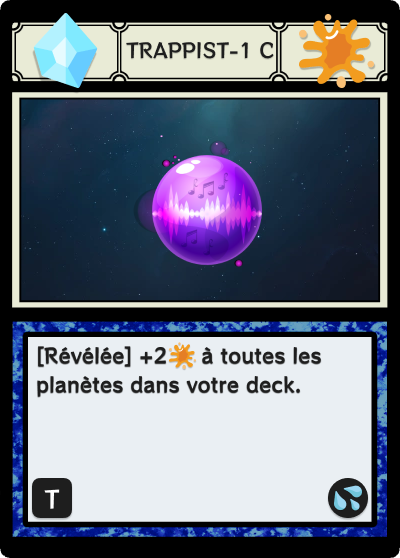 TRAPPIST-1 C
[Révélée] +2 à toutes les
planètes dans votre deck.
T